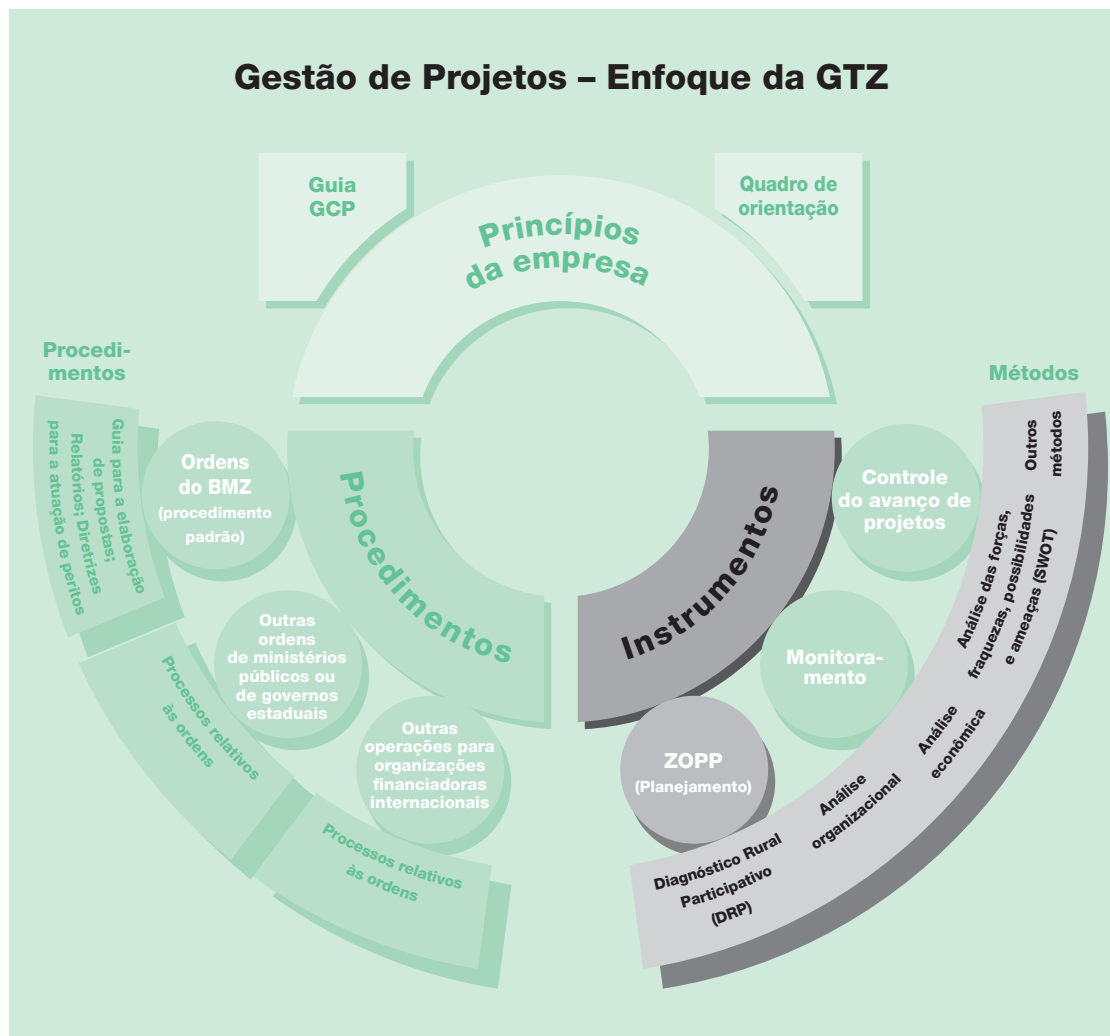 Gestão de Projetos – Enfoque da GTZ
Guia
GCP
Quadro de
orientação
Princípios
da empresa
Procedi-
mentos
Guia para a elaboração
de propostas;
Relatórios; Diretrizes
para a atuação de peritos
Processos relativos
às ordens
Processos relativos
às ordens
Ordens
do BMZ
(procedimento
padrão)
Outras
ordens
de ministérios
públicos ou
de governos
estaduais
Outras
operações para
organizações
financiadoras
internacionais
Procedimentos
Instrumentos
Controle
do avanço de
projetos
Monitora-
mento
ZOPP
(Planejamento)
Métodos
Outros
métodos
Análise das forças,
fraquezas, possibilidades
e ameaças (SWOT)
Análise
econômica
Análise
organizacional
Diagnóstico Rural
Participativo
(DRP)